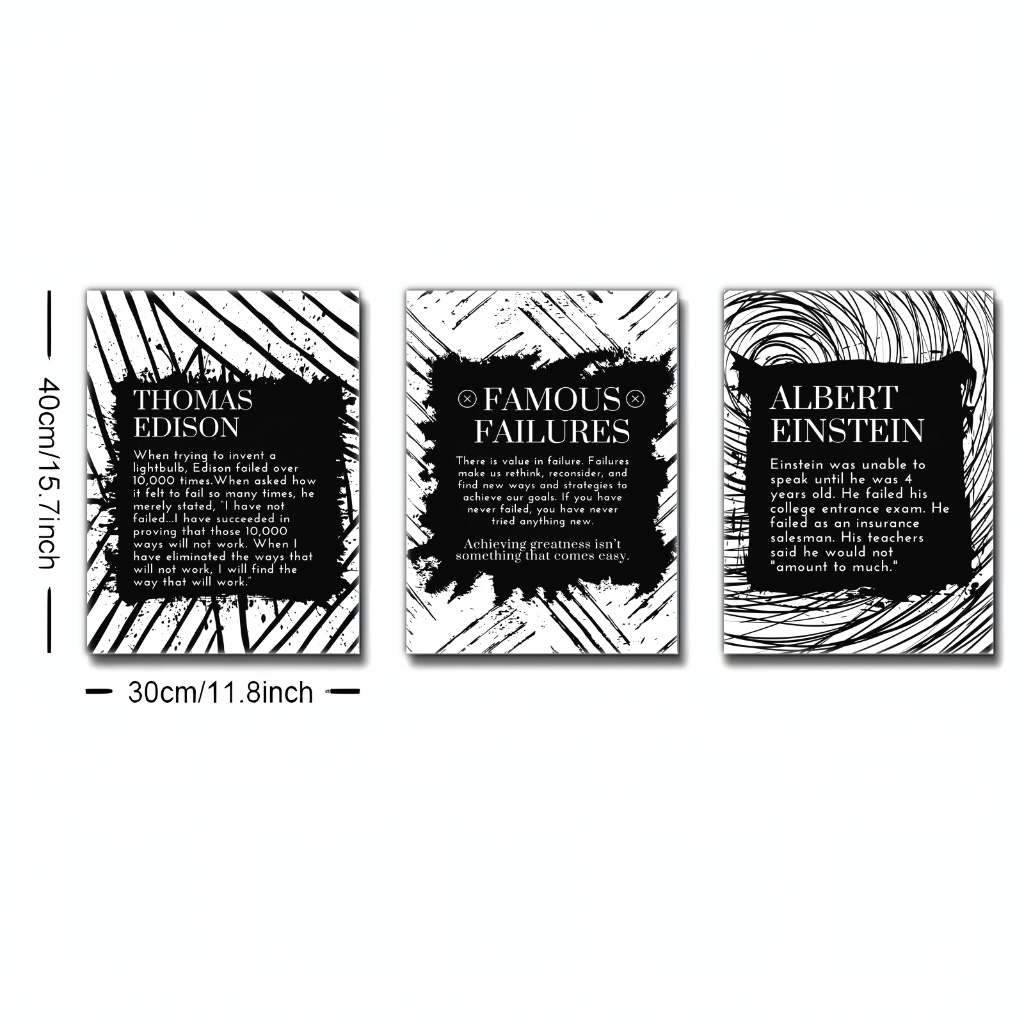 40cm/15.7inch
THOMAS
EDISON
When trying to invent a
lightbulb, Edison failed over
10,000 times.When asked how
it felt to fail so many times, he
merely stated, "I have not
failed...I have succeeded in
proving that those 10,000
ways will not work. When I
have eliminated the ways that
will not work, I will find the
way that will work."
FAMOUS
FAILURES
There is value in failure. Failures
make us rethink, reconsider, and
find new ways and strategies to
achieve our goals. If you have
never failed, you have never
tried anything new.
Achieving greatness isn't
something that comes easy.
ALBERT
EINSTEIN
Einstein was unable to
speak until he was 4
years old. He failed his
college entrance exam. He
failed as an insurance
salesman. His teachers
said he would not
"amount to much."
30cm/11.8inch